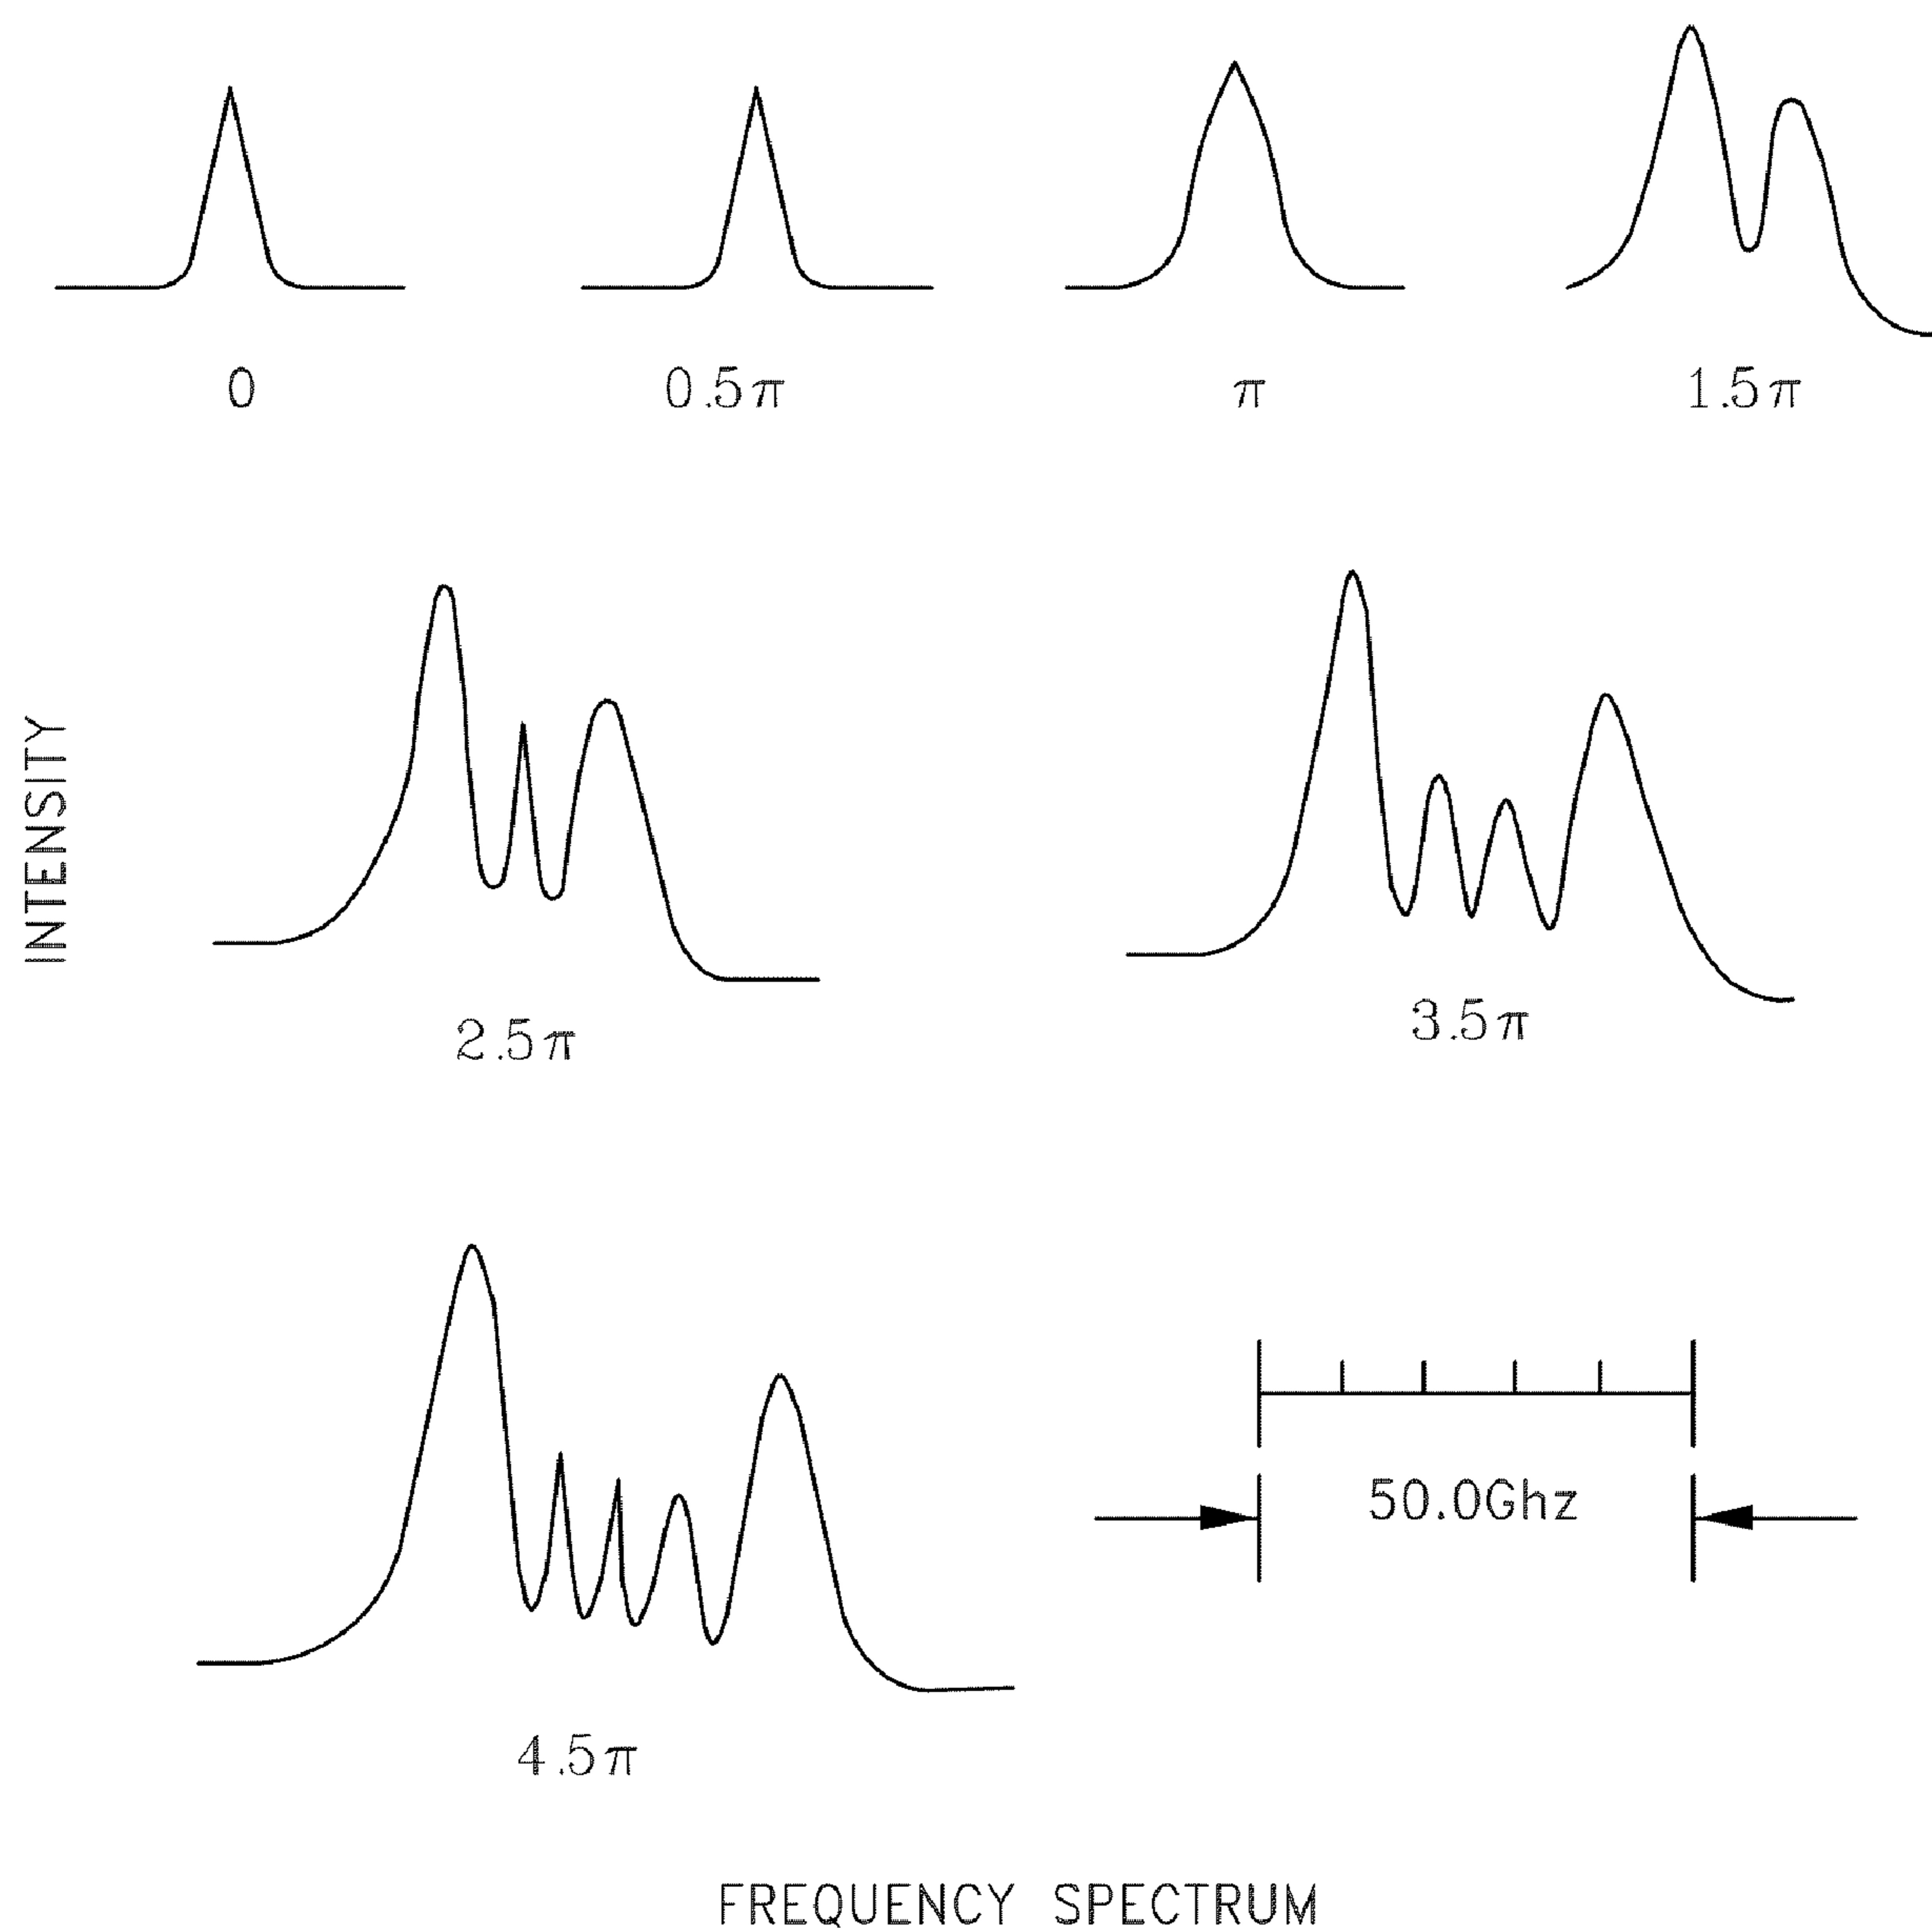 0
0.5π
π
1.5π
INTENSITY
2.5π
3.5π
4.5π
50.0Ghz
FREQUENCY SPECTRUM